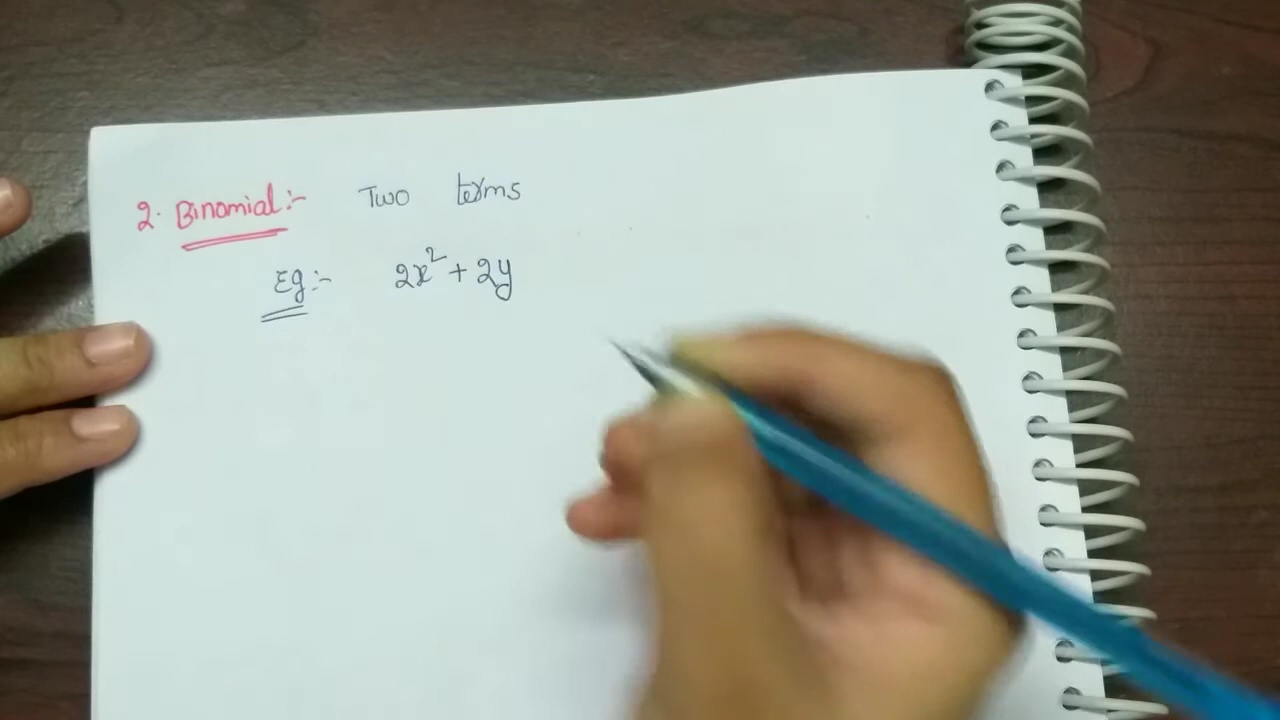 2. Binomial:- Two terms
Eg:- 2x² + 2y